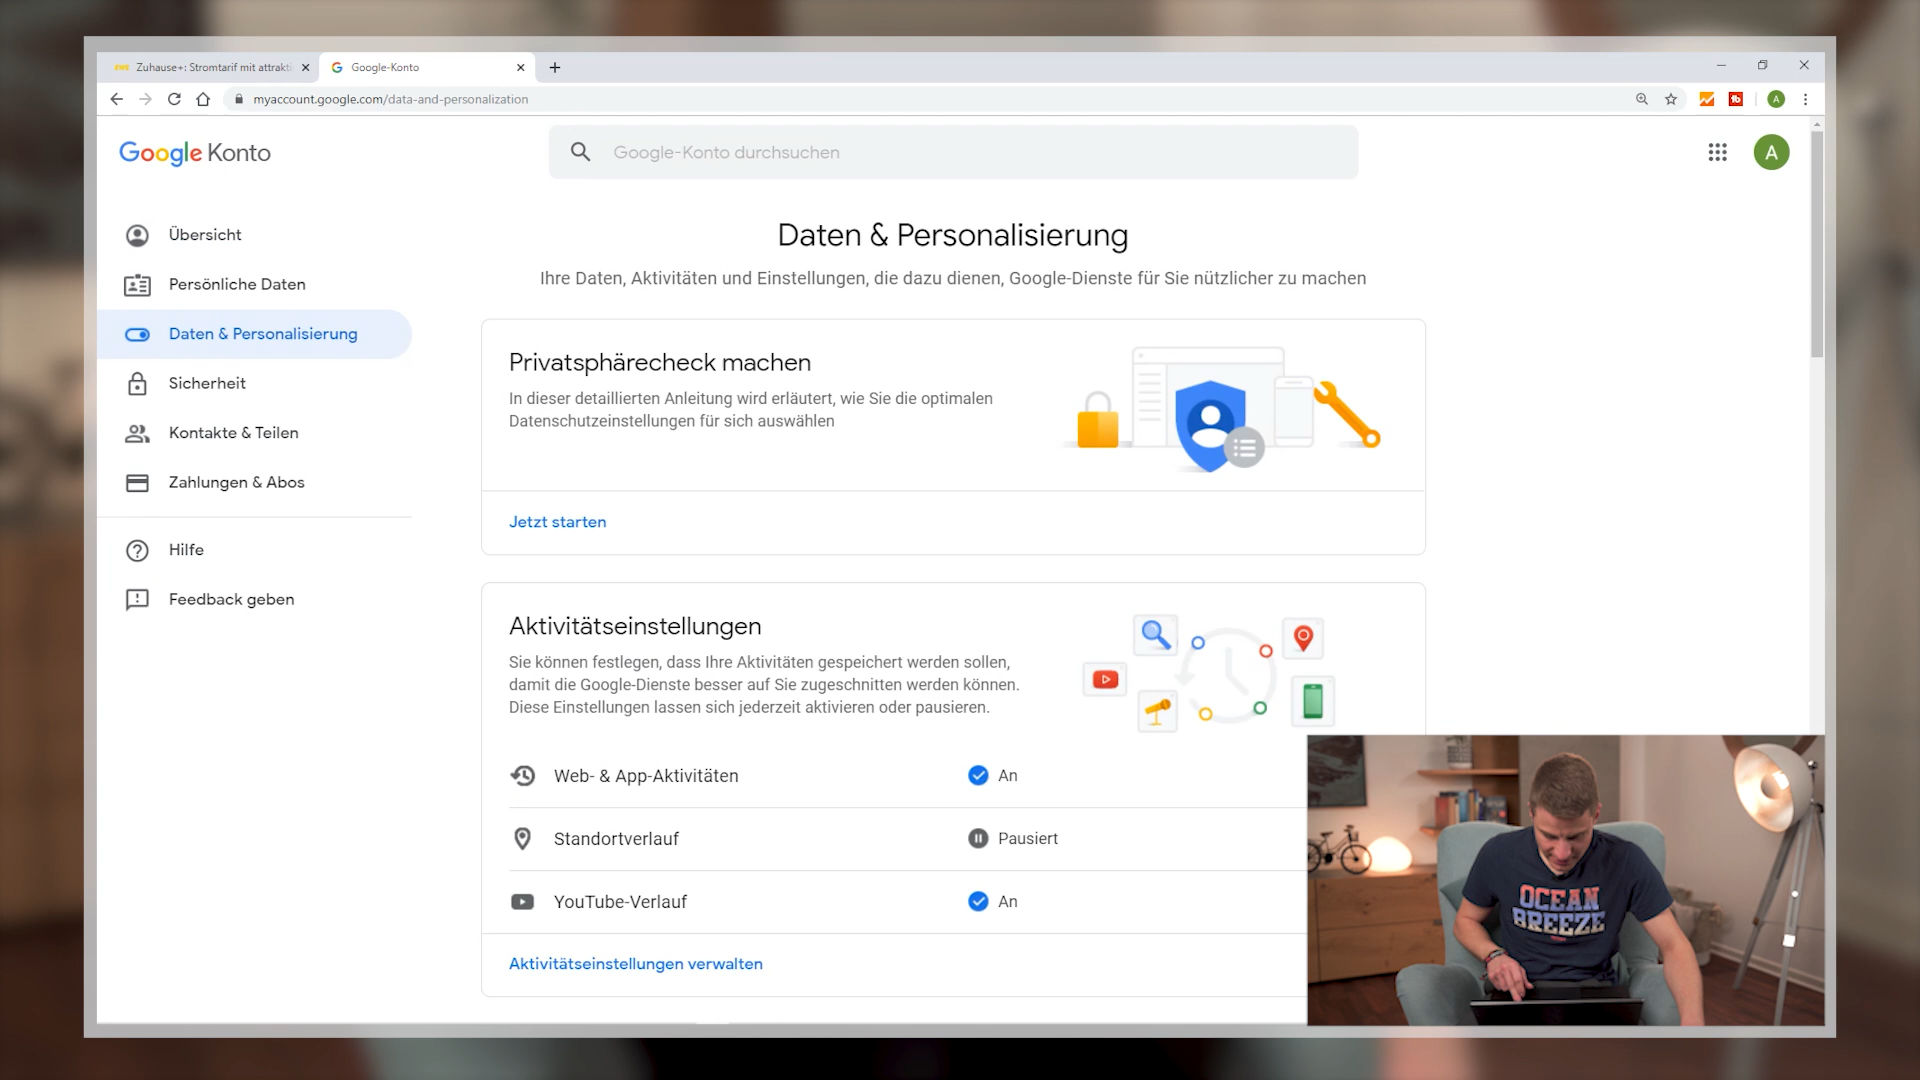 EWE Zuhause+: Stromtarif mit attrakti
Google-Konto
myaccount.google.com/data-and-personalization
Google Konto
Google-Konto durchsuchen
A
A
Übersicht
Persönliche Daten
Daten & Personalisierung
Sicherheit
Kontakte & Teilen
Zahlungen & Abos
Hilfe
Feedback geben
Daten & Personalisierung
Ihre Daten, Aktivitäten und Einstellungen, die dazu dienen, Google-Dienste für Sie nützlicher zu machen
Privatsphärecheck machen
In dieser detaillierten Anleitung wird erläutert, wie Sie die optimalen
Datenschutzeinstellungen für sich auswählen
Jetzt starten
Aktivitätseinstellungen
Sie können festlegen, dass Ihre Aktivitäten gespeichert werden sollen,
damit die Google-Dienste besser auf Sie zugeschnitten werden können.
Diese Einstellungen lassen sich jederzeit aktivieren oder pausieren.
Web- & App-Aktivitäten An
Standortverlauf Pausiert
YouTube-Verlauf An
Aktivitätseinstellungen verwalten
OCEAN
BREEZE